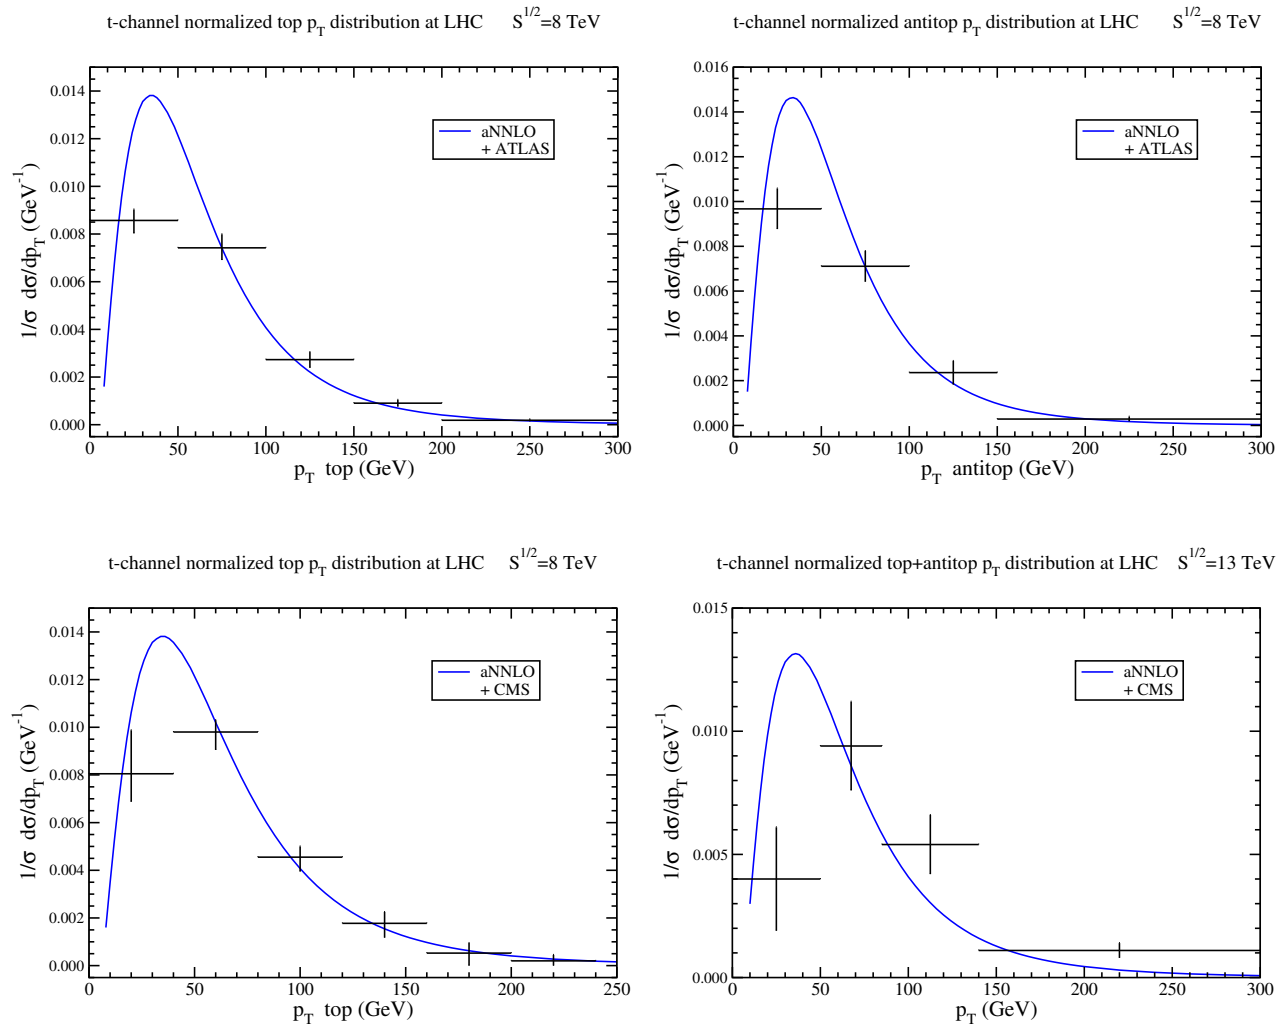 t-channel normalized top p_T distribution at LHC S^1/2=8 TeV
0.014
0.012
0.010
0.008
0.006
0.004
0.002
0.000
1/σ dσ/dp_T (GeV^-1)
aNNLO
+ ATLAS
0 50 100 150 200 250 300
p_T top (GeV)
t-channel normalized antitop p_T distribution at LHC S^1/2=8 TeV
0.016
0.014
0.012
0.010
0.008
0.006
0.004
0.002
0.000
1/σ dσ/dp_T (GeV^-1)
aNNLO
+ ATLAS
0 50 100 150 200 250 300
p_T antitop (GeV)
t-channel normalized top p_T distribution at LHC S^1/2=8 TeV
0.014
0.012
0.010
0.008
0.006
0.004
0.002
0.000
1/σ dσ/dp_T (GeV^-1)
aNNLO
+ CMS
0 50 100 150 200 250
p_T top (GeV)
t-channel normalized top+antitop p_T distribution at LHC S^1/2=13 TeV
0.015
0.010
0.005
0.000
1/σ dσ/dp_T (GeV^-1)
aNNLO
+ CMS
0 50 100 150 200 250 300
p_T (GeV)